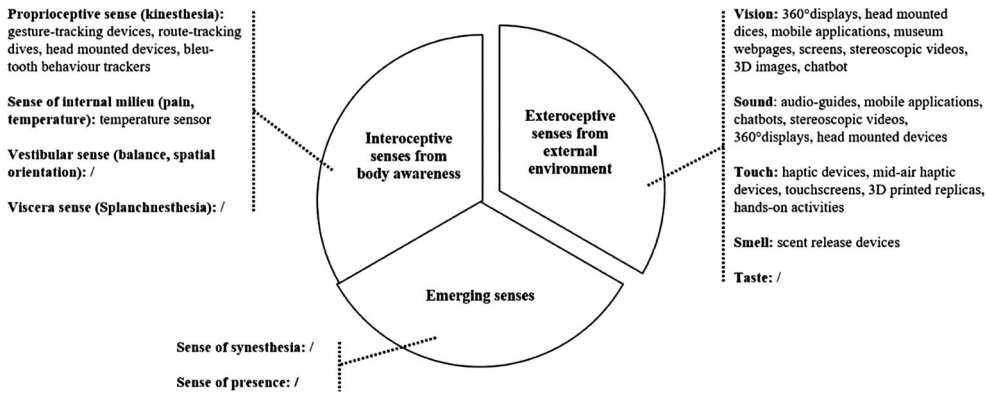 Proprioceptive sense (kinesthesia):
gesture-tracking devices, route-tracking
dives, head mounted devices, bleu-
tooth behaviour trackers
Sense of internal milieu (pain,
temperature): temperature sensor
Vestibular sense (balance, spatial
orientation): /
Viscera sense (Splanchnesthesia): /
Interoceptive
senses from
body awareness
Exteroceptive
senses from
external
environment
Emerging senses
Vision: 360°displays, head mounted
dices, mobile applications, museum
webpages, screens, stereoscopic videos,
3D images, chatbot
Sound: audio-guides, mobile applications,
chatbots, stereoscopic videos,
360°displays, head mounted devices
Touch: haptic devices, mid-air haptic
devices, touchscreens, 3D printed replicas,
hands-on activities
Smell: scent release devices
Taste: /
Sense of synesthesia: /
Sense of presence: /